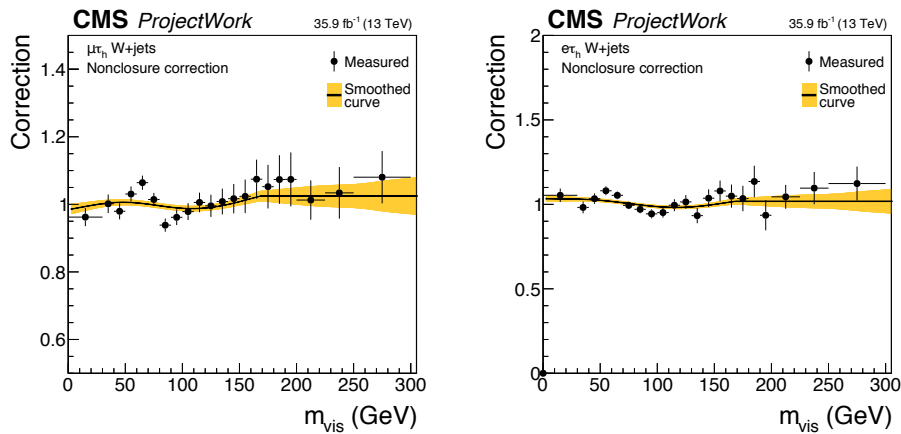 CMS ProjectWork
35.9 fb⁻¹ (13 TeV)
μτₕ W+jets
Nonclosure correction
Measured
Smoothed
curve
Correction
1.4
1.2
1
0.8
0.6
0 50 100 150 200 250 300
m_vis (GeV)
CMS ProjectWork
35.9 fb⁻¹ (13 TeV)
eτₕ W+jets
Nonclosure correction
Measured
Smoothed
curve
Correction
2
1.5
1
0.5
0
0 50 100 150 200 250 300
m_vis (GeV)